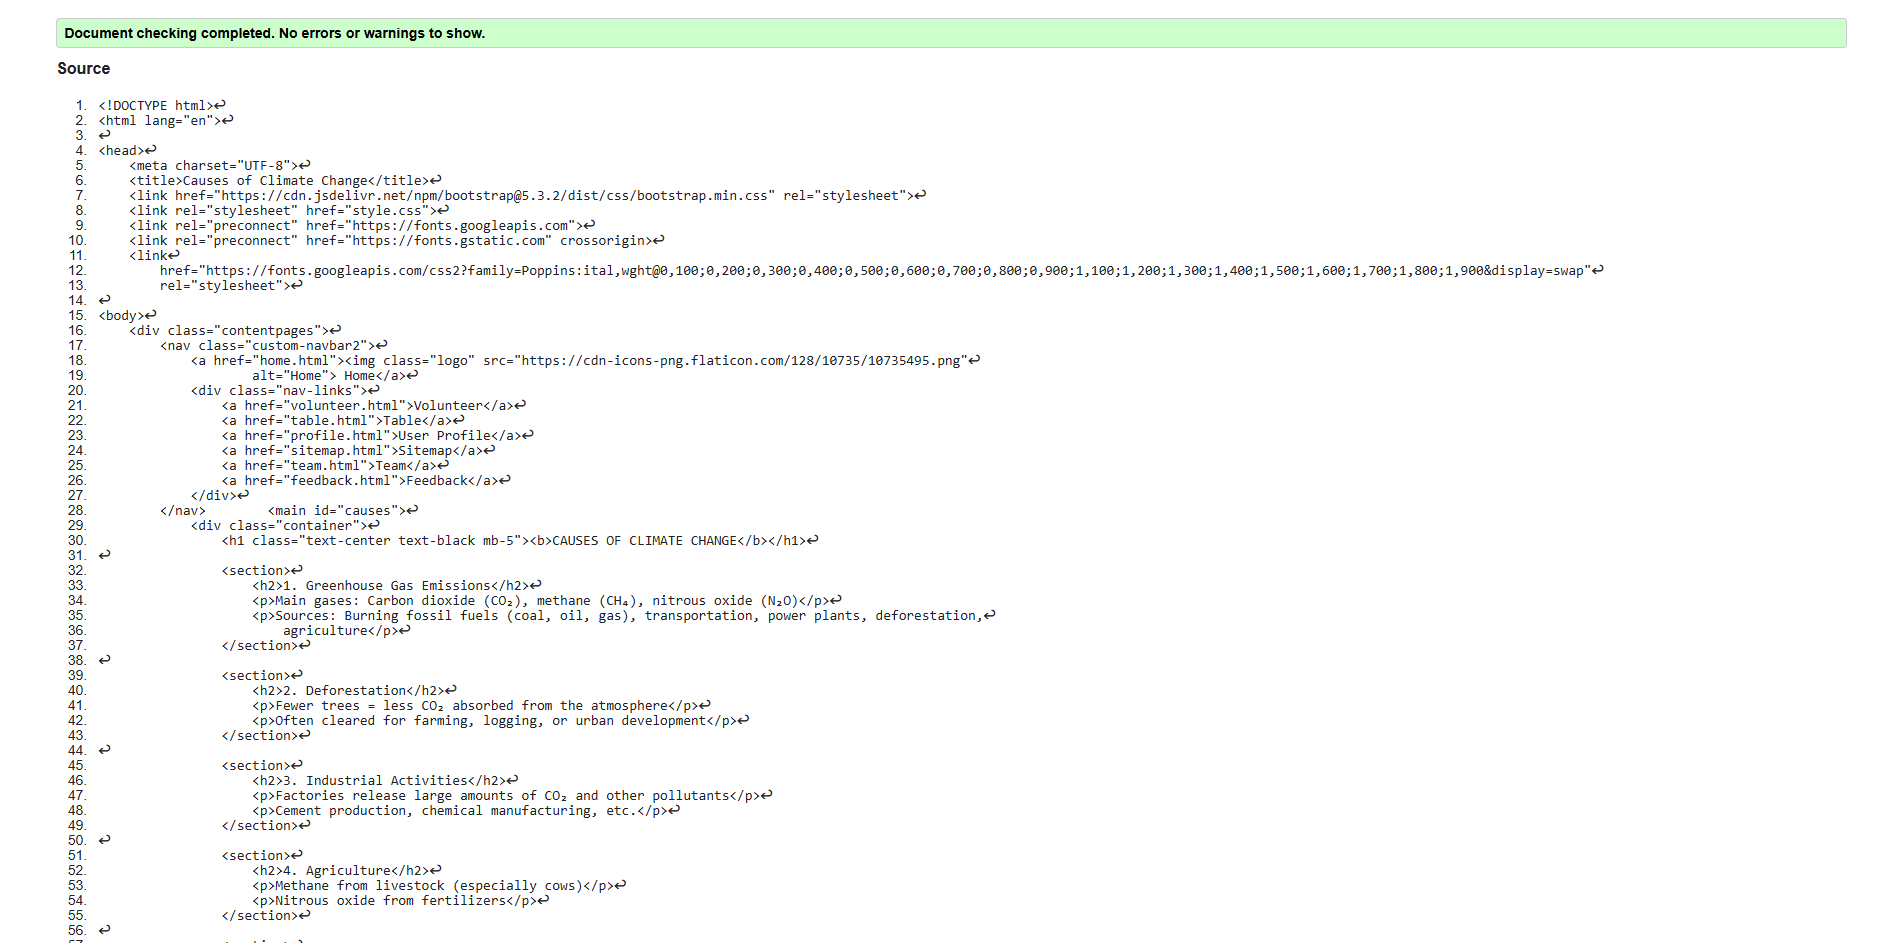 Document checking completed. No errors or warnings to show.
Source
1. <!DOCTYPE html>↩
2. <html lang="en">↩
3. ↩
4. <head>↩
5.     <meta charset="UTF-8">↩
6.     <title>Causes of Climate Change</title>↩
7.     <link href="https://cdn.jsdelivr.net/npm/bootstrap@5.3.2/dist/css/bootstrap.min.css" rel="stylesheet">↩
8.     <link rel="stylesheet" href="style.css">↩
9.     <link rel="preconnect" href="https://fonts.googleapis.com">↩
10.     <link rel="preconnect" href="https://fonts.gstatic.com" crossorigin>↩
11.     <link↩
12.         href="https://fonts.googleapis.com/css2?family=Poppins:ital,wght@0,100;0,200;0,300;0,400;0,500;0,600;0,700;0,800;0,900;1,100;1,200;1,300;1,400;1,500;1,600;1,700;1,800;1,900&display=swap"↩
13.         rel="stylesheet">↩
14. ↩
15. <body>↩
16.     <div class="contentpages">↩
17.         <nav class="custom-navbar2">↩
18.             <a href="home.html"><img class="logo" src="https://cdn-icons-png.flaticon.com/128/10735/10735495.png"↩
19.                     alt="Home"> Home</a>↩
20.             <div class="nav-links">↩
21.                 <a href="volunteer.html">Volunteer</a>↩
22.                 <a href="table.html">Table</a>↩
23.                 <a href="profile.html">User Profile</a>↩
24.                 <a href="sitemap.html">Sitemap</a>↩
25.                 <a href="team.html">Team</a>↩
26.                 <a href="feedback.html">Feedback</a>↩
27.             </div>↩
28.         </nav>        <main id="causes">↩
29.             <div class="container">↩
30.                 <h1 class="text-center text-black mb-5"><b>CAUSES OF CLIMATE CHANGE</b></h1>↩
31. ↩
32.                 <section>↩
33.                     <h2>1. Greenhouse Gas Emissions</h2>↩
34.                     <p>Main gases: Carbon dioxide (CO₂), methane (CH₄), nitrous oxide (N₂O)</p>↩
35.                     <p>Sources: Burning fossil fuels (coal, oil, gas), transportation, power plants, deforestation,↩
36.                         agriculture</p>↩
37.                 </section>↩
38. ↩
39.                 <section>↩
40.                     <h2>2. Deforestation</h2>↩
41.                     <p>Fewer trees = less CO₂ absorbed from the atmosphere</p>↩
42.                     <p>Often cleared for farming, logging, or urban development</p>↩
43.                 </section>↩
44. ↩
45.                 <section>↩
46.                     <h2>3. Industrial Activities</h2>↩
47.                     <p>Factories release large amounts of CO₂ and other pollutants</p>↩
48.                     <p>Cement production, chemical manufacturing, etc.</p>↩
49.                 </section>↩
50. ↩
51.                 <section>↩
52.                     <h2>4. Agriculture</h2>↩
53.                     <p>Methane from livestock (especially cows)</p>↩
54.                     <p>Nitrous oxide from fertilizers</p>↩
55.                 </section>↩
56. ↩